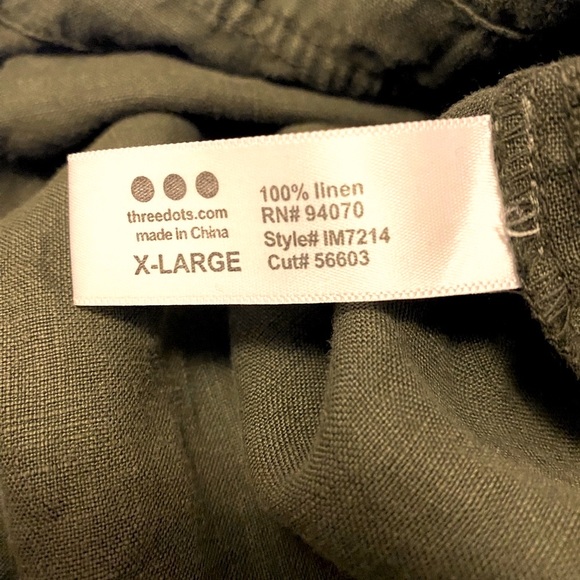 threedots.com
made in China
X-LARGE
100% linen
RN# 94070
Style# IM7214
Cut# 56603